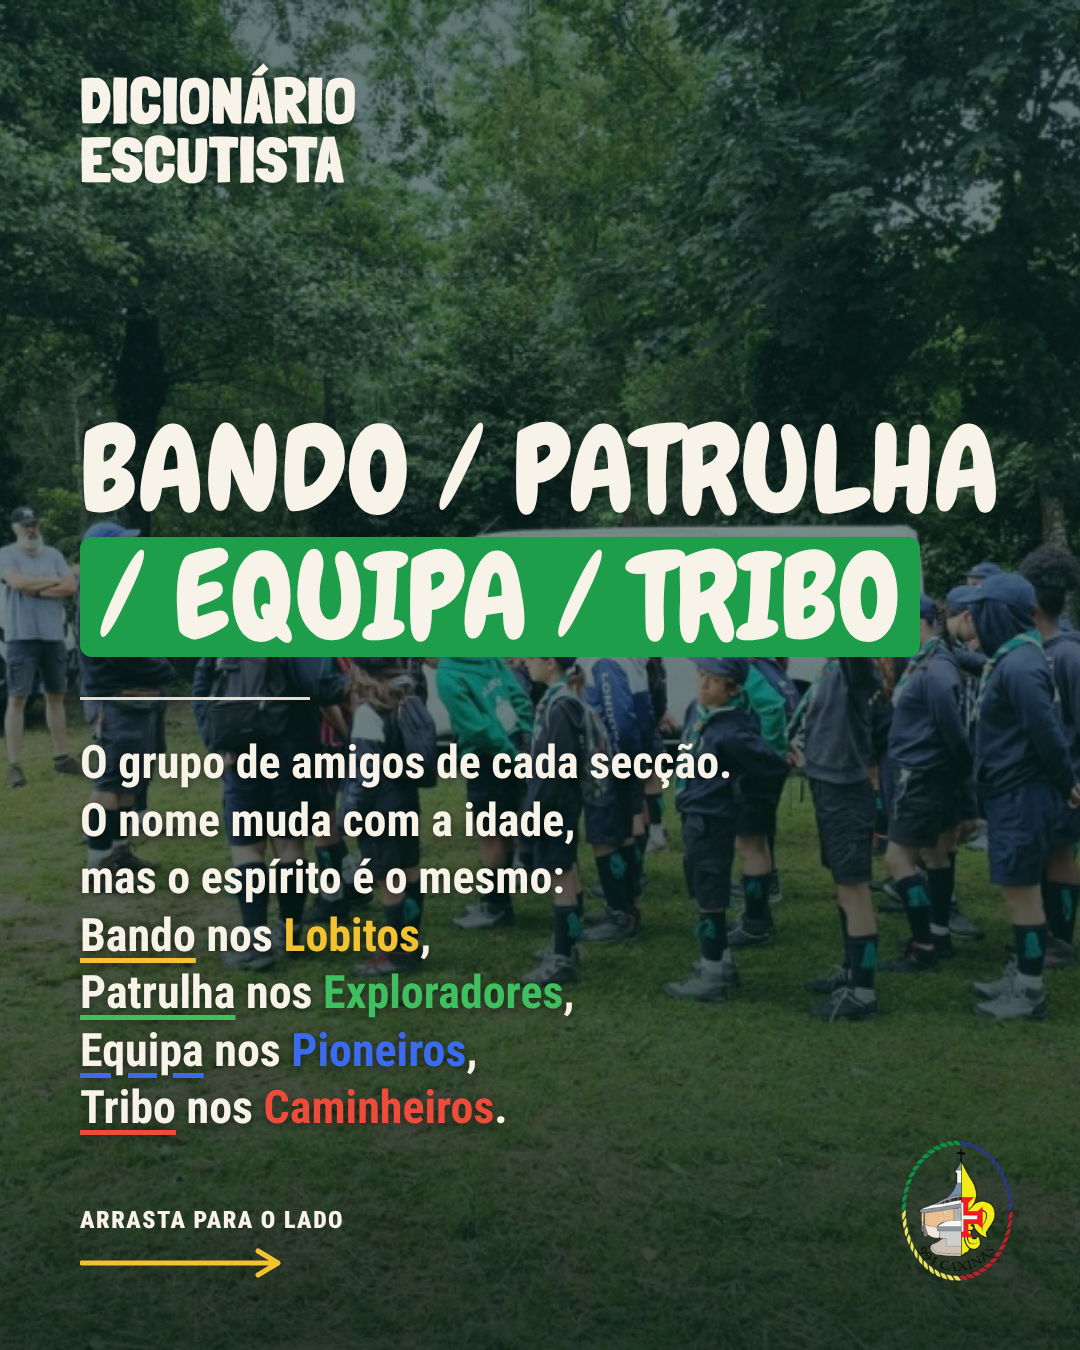 DICIONÁRIO
ESCUTISTA
BANDO / PATRULHA
/ EQUIPA / TRIBO
O grupo de amigos de cada secção.
O nome muda com a idade,
mas o espírito é o mesmo:
Bando nos Lobitos,
Patrulha nos Exploradores,
Equipa nos Pioneiros,
Tribo nos Caminheiros.
ARRASTA PARA O LADO
CAXINAS